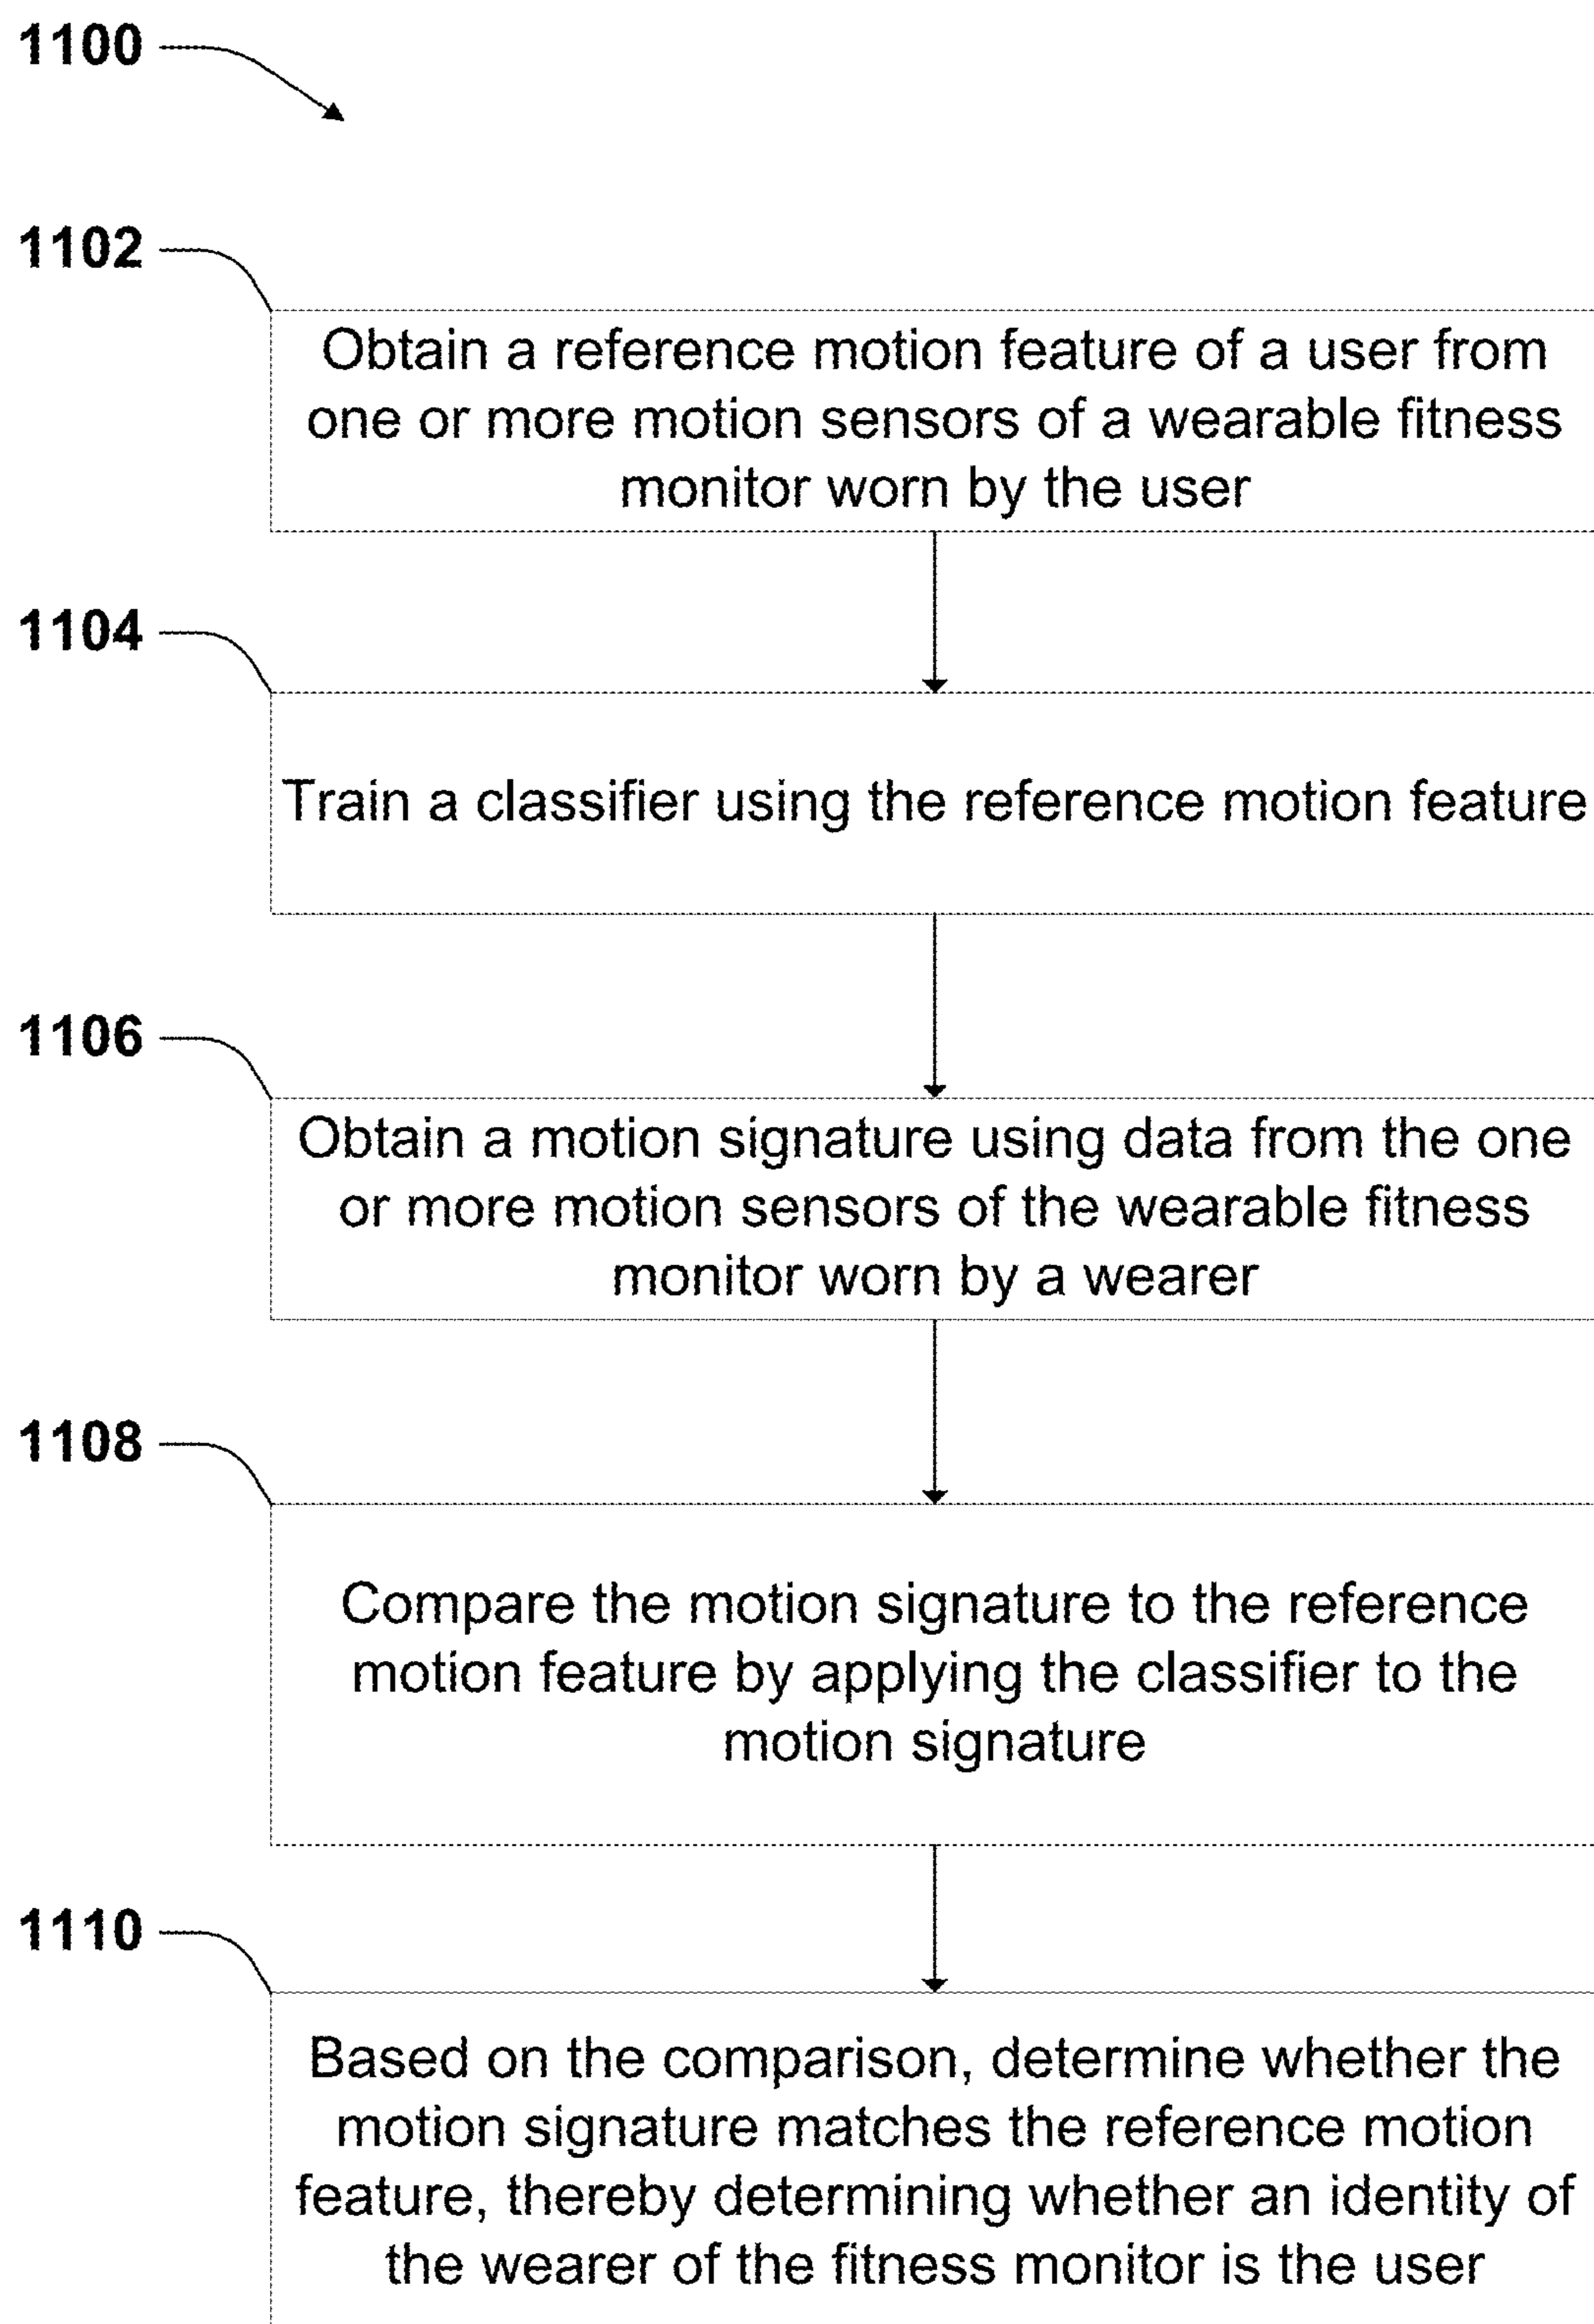 1100
1102
Obtain a reference motion feature of a user from
one or more motion sensors of a wearable fitness
monitor worn by the user
1104
Train a classifier using the reference motion feature
1106
Obtain a motion signature using data from the one
or more motion sensors of the wearable fitness
monitor worn by a wearer
1108
Compare the motion signature to the reference
motion feature by applying the classifier to the
motion signature
1110
Based on the comparison, determine whether the
motion signature matches the reference motion
feature, thereby determining whether an identity of
the wearer of the fitness monitor is the user